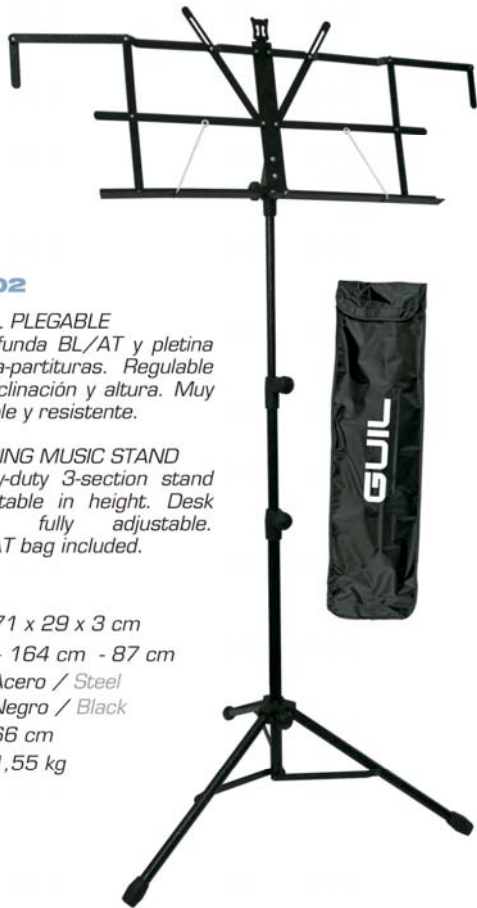 02
L PLEGABLE
funda BL/AT y pletina
a-partituras. Regulable
clinación y altura. Muy
ble y resistente.
ING MUSIC STAND
y-duty 3-section stand
table in height. Desk
fully adjustable.
AT bag included.
71 x 29 x 3 cm
- 164 cm - 87 cm
Acero / Steel
Negro / Black
66 cm
1,55 kg
GUIL